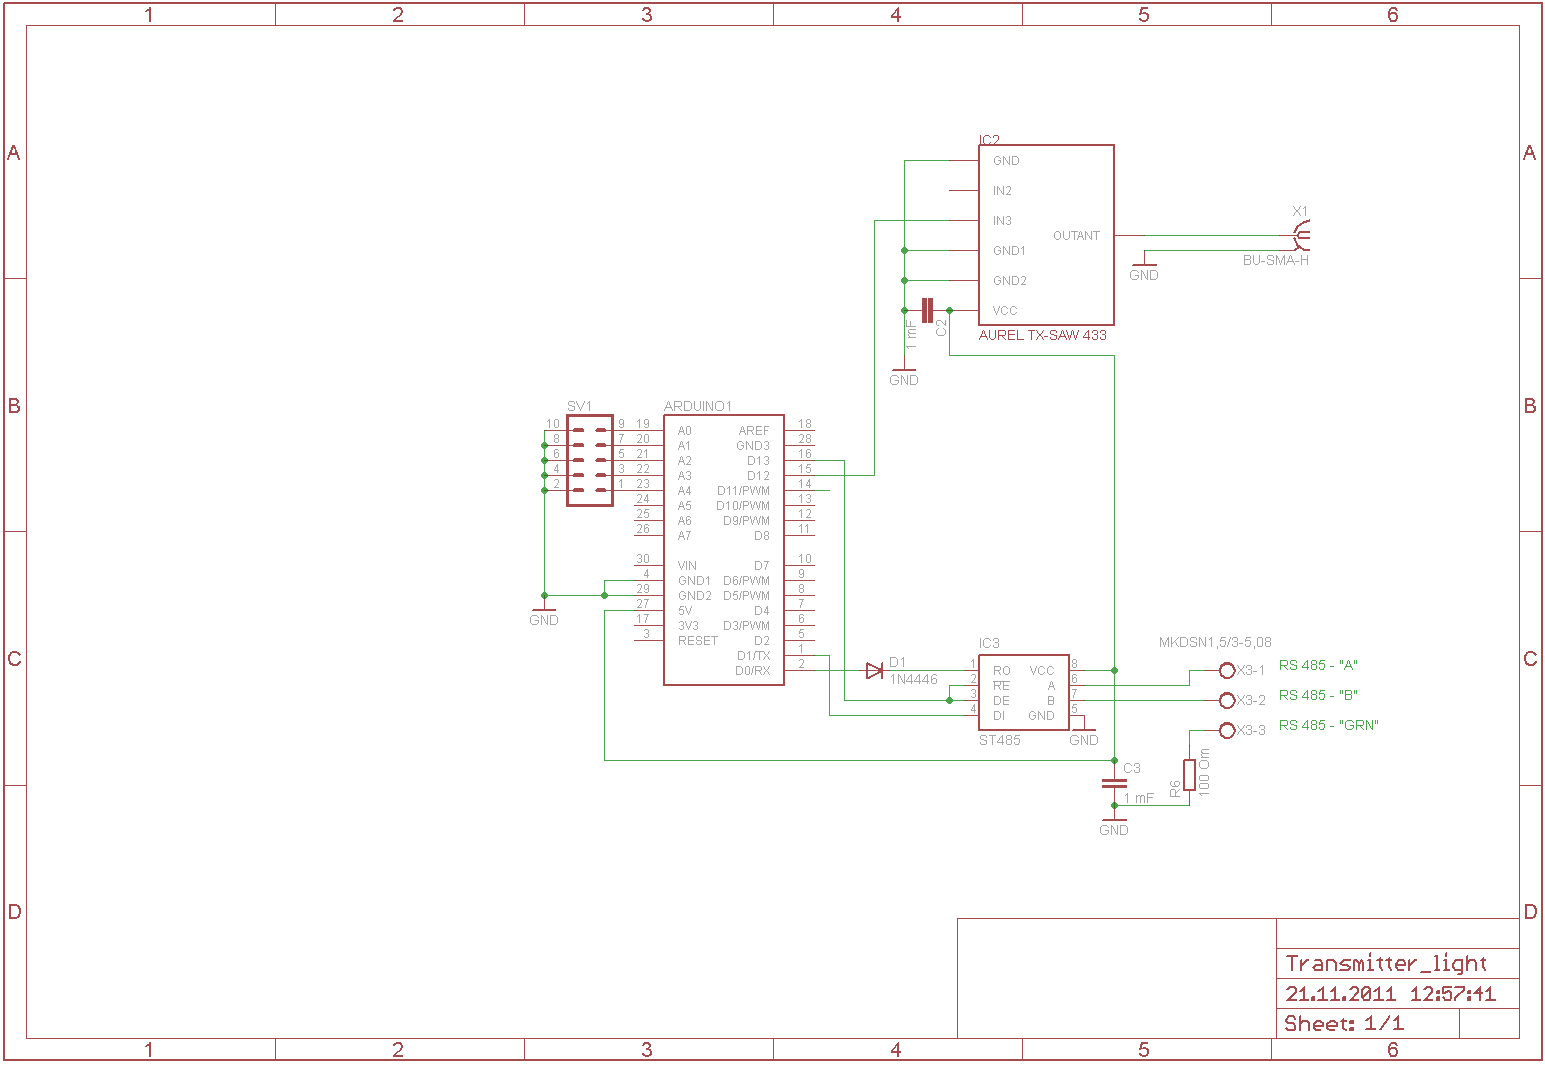 1 2 3 4 5 6
A A
IC2
GND
IN2
IN3
GND1
GND2
VCC
OUTANT
AUREL TX-SAW 433
X1
BU-SMA-H
GND
C2
1 mF
GND
B B
SV1
10 9
8 7
6 5
4 3
2 1
ARDUINO1
19 A0 AREF 18
20 A1 GND3 28
21 A2 D13 16
22 A3 D12 15
23 A4 D11/PWM 14
24 A5 D10/PWM 13
25 A6 D9/PWM 12
26 A7 D8 11
30 VIN D7 10
4 GND1 D6/PWM 9
29 GND2 D5/PWM 8
27 5V D4 7
17 3V3 D3/PWM 6
3 RESET D2 5
D1/TX 1
D0/RX 2
GND
C C
D1
1N4446
IC3
1 RO VCC 8
2 RE A 6
3 DE B 7
4 DI GND 5
ST485
GND
MKDSN1,5/3-5,08
X3-1 RS 485 - "A"
X3-2 RS 485 - "B"
X3-3 RS 485 - "GRN"
C3
1 mF
R6
100 Om
GND
D D
Transmitter_light
21.11.2011 12:57:41
Sheet: 1/1
1 2 3 4 5 6